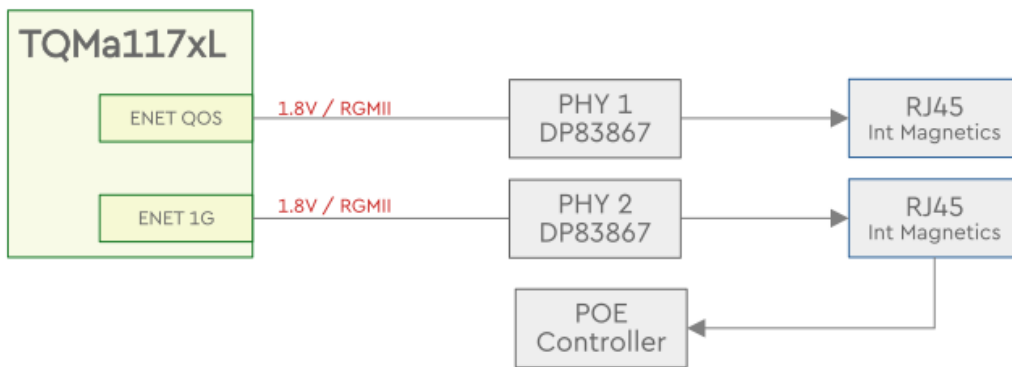 TQMa117xL
ENET QOS
1.8V / RGMII
PHY 1
DP83867
RJ45
Int Magnetics
ENET 1G
1.8V / RGMII
PHY 2
DP83867
RJ45
Int Magnetics
POE
Controller